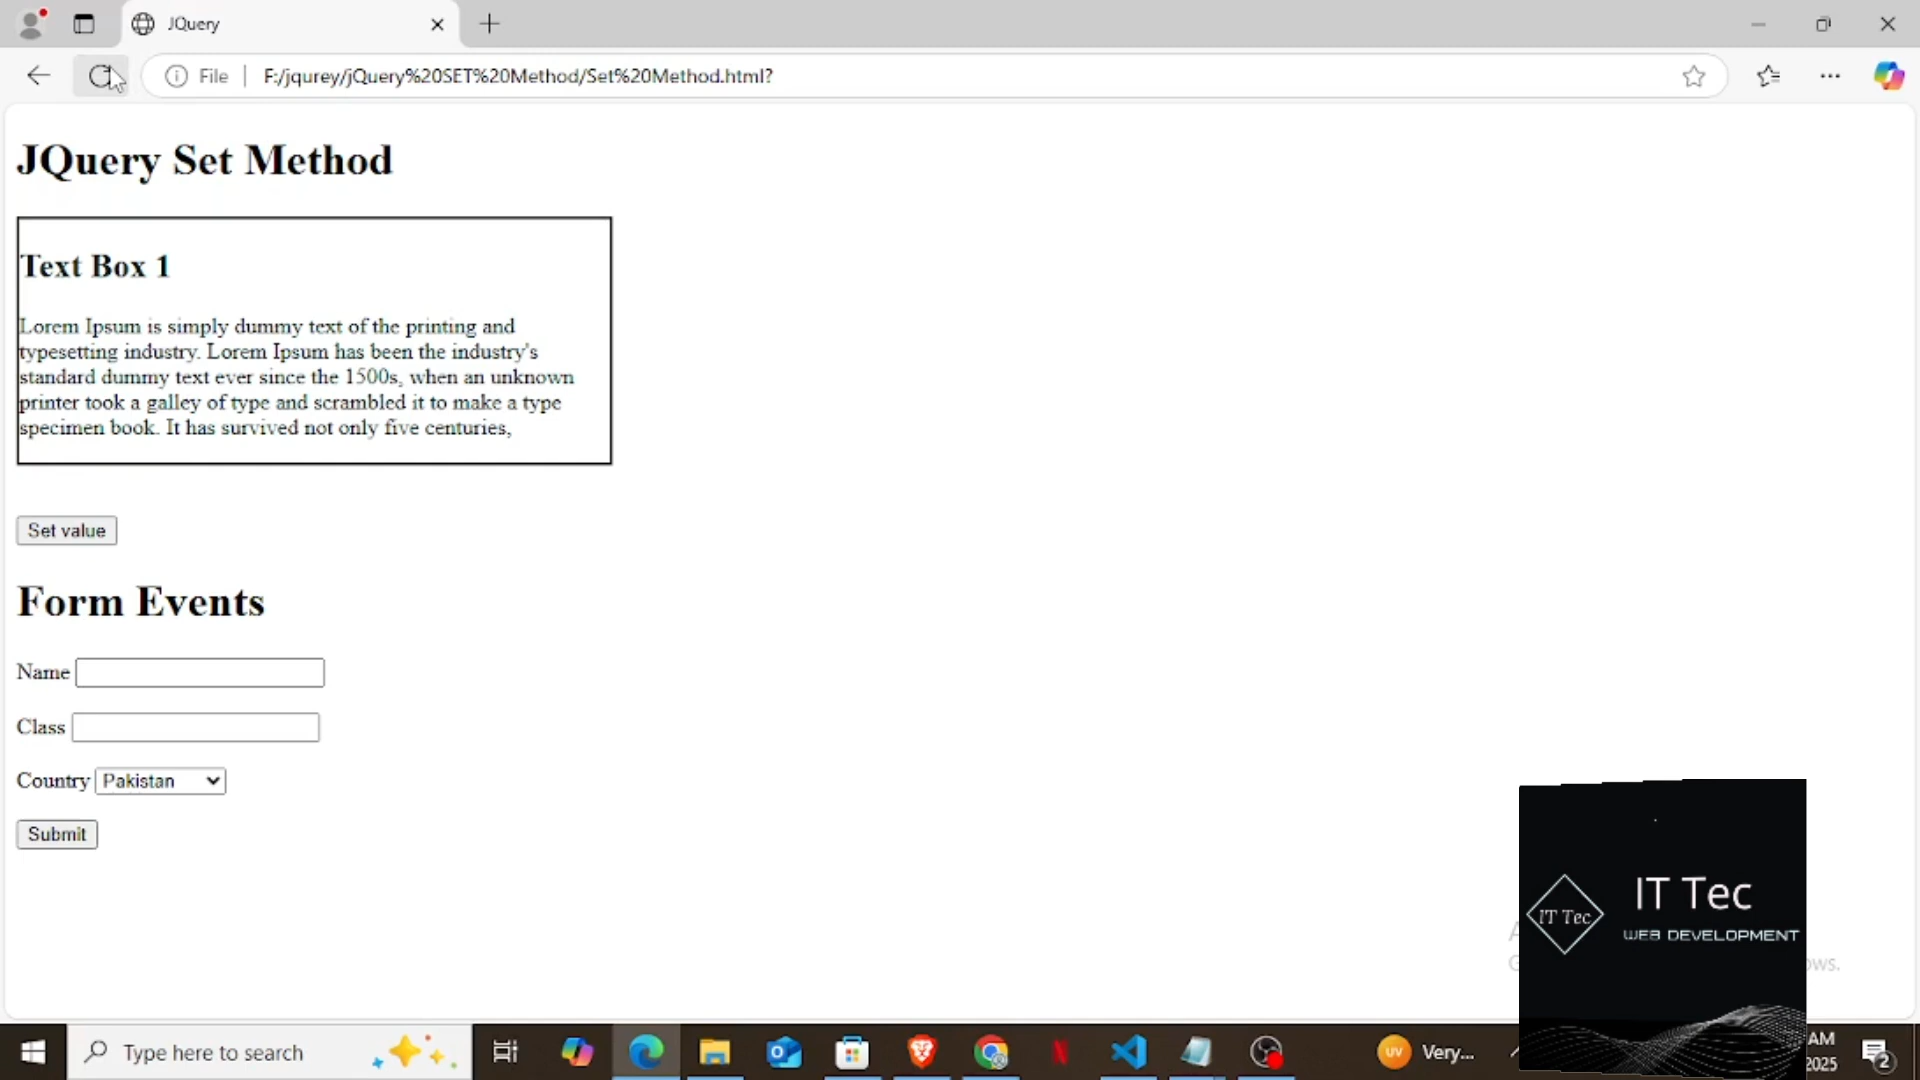 JQuery
File
F:/jqurey/jQuery%20SET%20Method/Set%20Method.html?
JQuery Set Method
Text Box 1
Lorem Ipsum is simply dummy text of the printing and
typesetting industry. Lorem Ipsum has been the industry's
standard dummy text ever since the 1500s, when an unknown
printer took a galley of type and scrambled it to make a type
specimen book. It has survived not only five centuries,
Set value
Form Events
Name
Class
Country Pakistan
Submit
IT Tec
IT Tec
WEB DEVELOPMENT
Type here to search
UV
Very...
AM
2025
2